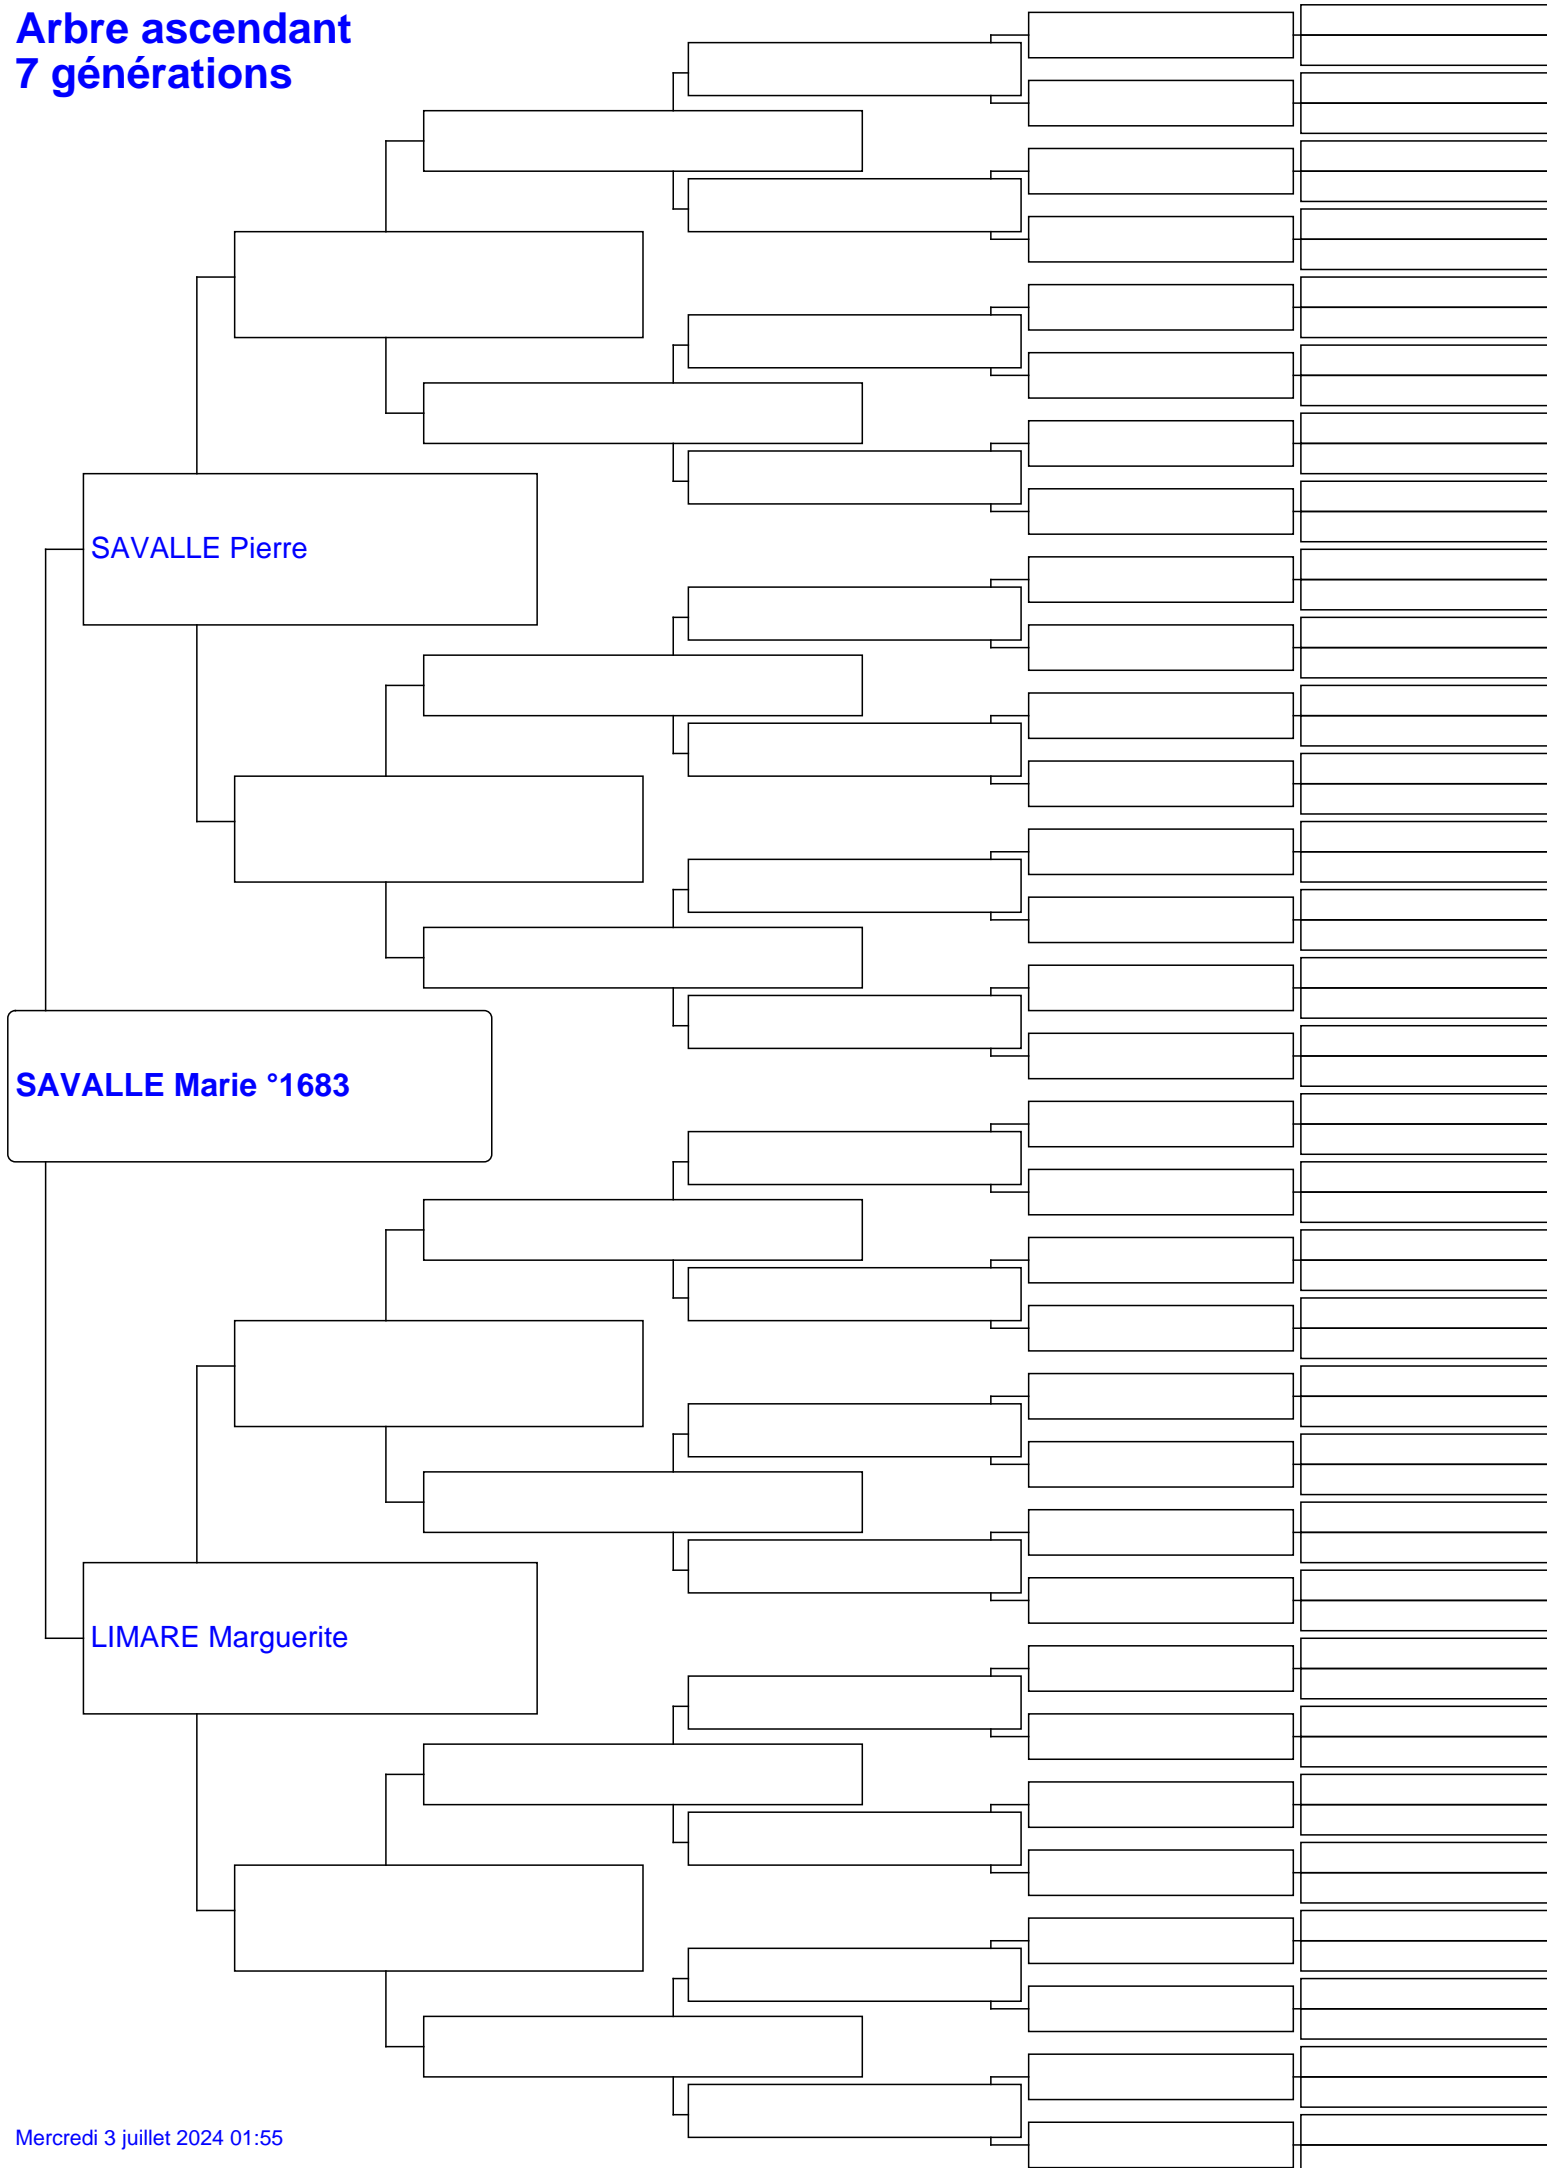 Arbre ascendant
7 générations
SAVALLE Pierre
SAVALLE Marie °1683
LIMARE Marguerite
Mercredi 3 juillet 2024 01:55